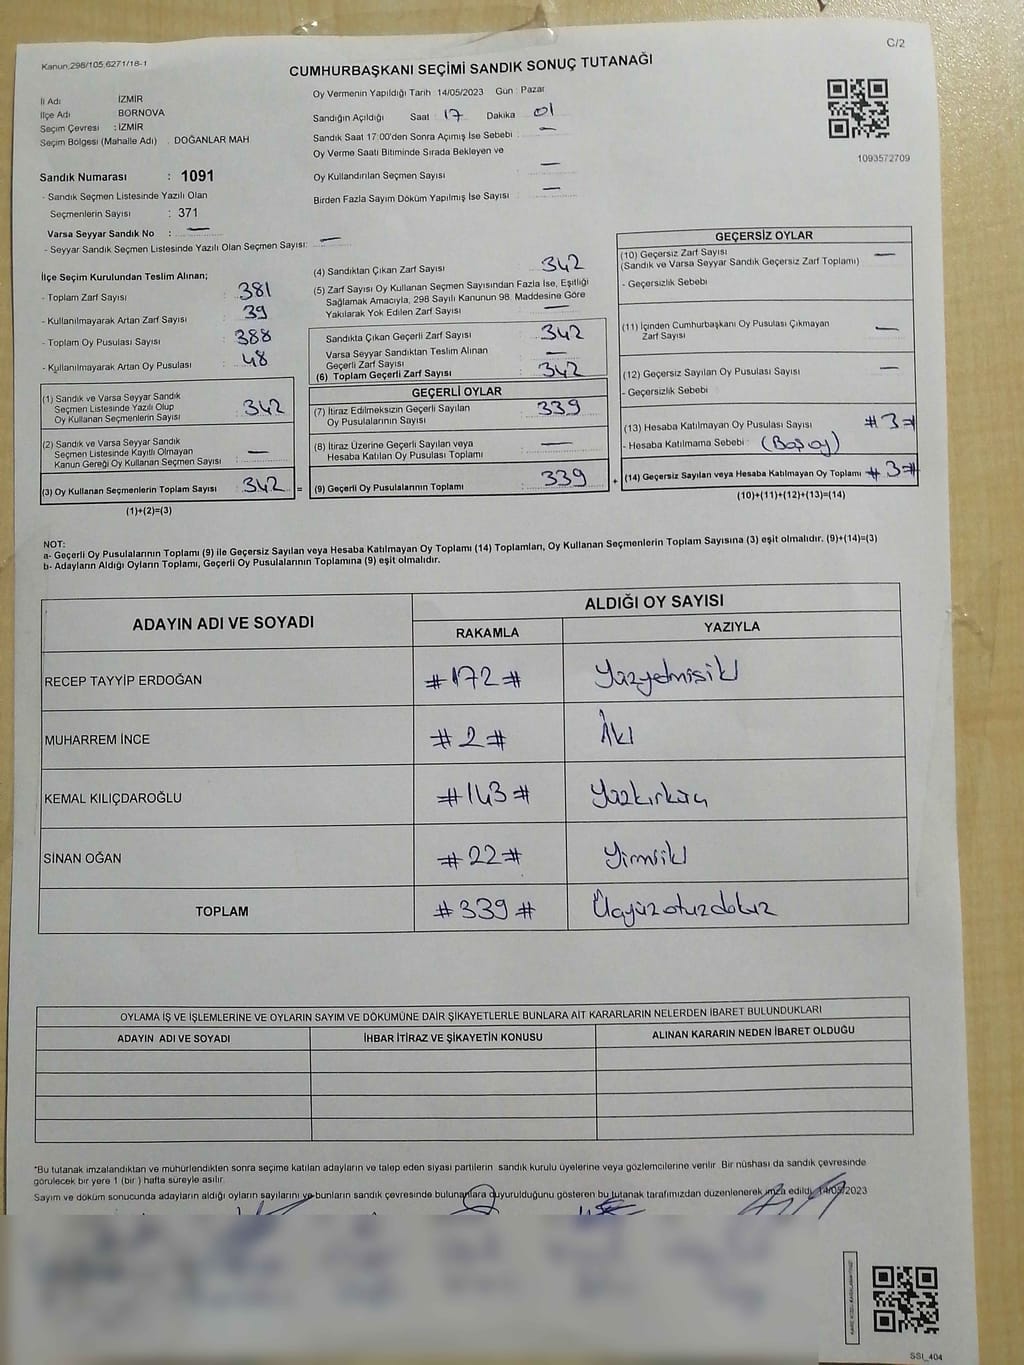 C/2
Kanun.298/105,6271/18-1
CUMHURBAŞKANI SEÇİMİ SANDIK SONUÇ TUTANAĞI
İl Adı İZMİR
İlçe Adı BORNOVA
Seçim Çevresi : İZMİR
Seçim Bölgesi (Mahalle Adı) . DOĞANLAR MAH
Sandık Numarası : 1091
- Sandık Seçmen Listesinde Yazılı Olan
Seçmenlerin Sayısı : 371
Varsa Seyyar Sandık No : —
- Seyyar Sandık Seçmen Listesinde Yazılı Olan Seçmen Sayısı: —
Oy Vermenin Yapıldığı Tarih 14/05/2023 Gün : Pazar
Sandığın Açıldığı Saat : 17 Dakika : 01
Sandık Saat 17:00'den Sonra Açımış İse Sebebi : —
Oy Verme Saati Bitiminde Sırada Bekleyen ve
Oy Kullandırılan Seçmen Sayısı : —
Birden Fazla Sayım Döküm Yapılmış İse Sayısı : —
1093572709
İlçe Seçim Kurulundan Teslim Alınan;
- Toplam Zarf Sayısı : 381
- Kullanılmayarak Artan Zarf Sayısı : 39
- Toplam Oy Pusulası Sayısı : 388
- Kullanılmayarak Artan Oy Pusulası : 48
(1) Sandık ve Varsa Seyyar Sandık
Seçmen Listesinde Yazılı Olup
Oy Kullanan Seçmenlerin Sayısı : 342
(2) Sandık ve Varsa Seyyar Sandık
Seçmen Listesinde Kayıtlı Olmayan
Kanun Gereği Oy Kullanan Seçmen Sayısı : —
(3) Oy Kullanan Seçmenlerin Toplam Sayısı : 342 =
(1)+(2)=(3)
(4) Sandıktan Çıkan Zarf Sayısı : 342
(5) Zarf Sayısı Oy Kullanan Seçmen Sayısından Fazla İse, Eşitliği
Sağlamak Amacıyla, 298 Sayılı Kanunun 98. Maddesine Göre
Yakılarak Yok Edilen Zarf Sayısı : —
Sandıkta Çıkan Geçerli Zarf Sayısı : 342
Varsa Seyyar Sandıktan Teslim Alınan
Geçerli Zarf Sayısı : —
(6) Toplam Geçerli Zarf Sayısı : 342
GEÇERLİ OYLAR
(7) İtiraz Edilmeksizin Geçerli Sayılan
Oy Pusulalarının Sayısı : 339
(8) İtiraz Üzerine Geçerli Sayılan veya
Hesaba Katılan Oy Pusulası Toplamı : —
(9) Geçerli Oy Pusulalarının Toplamı : 339 +
GEÇERSİZ OYLAR
(10) Geçersiz Zarf Sayısı —
(Sandık ve Varsa Seyyar Sandık Geçersiz Zarf Toplamı)
- Geçersizlik Sebebi
(11) İçinden Cumhurbaşkanı Oy Pusulası Çıkmayan
Zarf Sayısı —
(12) Geçersiz Sayılan Oy Pusulası Sayısı —
- Geçersizlik Sebebi
(13) Hesaba Katılmayan Oy Pusulası Sayısı #3#
- Hesaba Katılmama Sebebi : (Boş oy)
(14) Geçersiz Sayılan veya Hesaba Katılmayan Oy Toplamı #3#
(10)+(11)+(12)+(13)=(14)
NOT:
a- Geçerli Oy Pusulalarının Toplamı (9) ile Geçersiz Sayılan veya Hesaba Katılmayan Oy Toplamı (14) Toplamları, Oy Kullanan Seçmenlerin Toplam Sayısına (3) eşit olmalıdır. (9)+(14)=(3)
b- Adayların Aldığı Oyların Toplamı, Geçerli Oy Pusulalarının Toplamına (9) eşit olmalıdır.
ADAYIN ADI VE SOYADI ALDIĞI OY SAYISI
RAKAMLA YAZIYLA
RECEP TAYYİP ERDOĞAN #172# Yüzyetmişiki
MUHARREM İNCE #2# İki
KEMAL KILIÇDAROĞLU #143# Yüzkırküç
SİNAN OĞAN #22# Yirmiiki
TOPLAM #339# Üçyüzotuzdokuz
OYLAMA İŞ VE İŞLEMLERİNE VE OYLARIN SAYIM VE DÖKÜMÜNE DAİR ŞİKAYETLERLE BUNLARA AİT KARARLARIN NELERDEN İBARET BULUNDUKLARI
ADAYIN ADI VE SOYADI İHBAR İTİRAZ VE ŞİKAYETİN KONUSU ALINAN KARARIN NEDEN İBARET OLDUĞU
"Bu tutanak imzalandıktan ve mühürlendikten sonra seçime katılan adayların ve talep eden siyasi partilerin sandık kurulu üyelerine veya gözlemcilerine verilir. Bir nüshası da sandık çevresinde
görülecek bir yere 1 (bir ) hafta süreyle asılır.
Sayım ve döküm sonucunda adayların aldığı oyların sayılarını ve bunların sandık çevresinde bulunanlara duyurulduğunu gösteren bu tutanak tarafımızdan düzenlenerek imza edildi. 14/05/2023
SSI_404